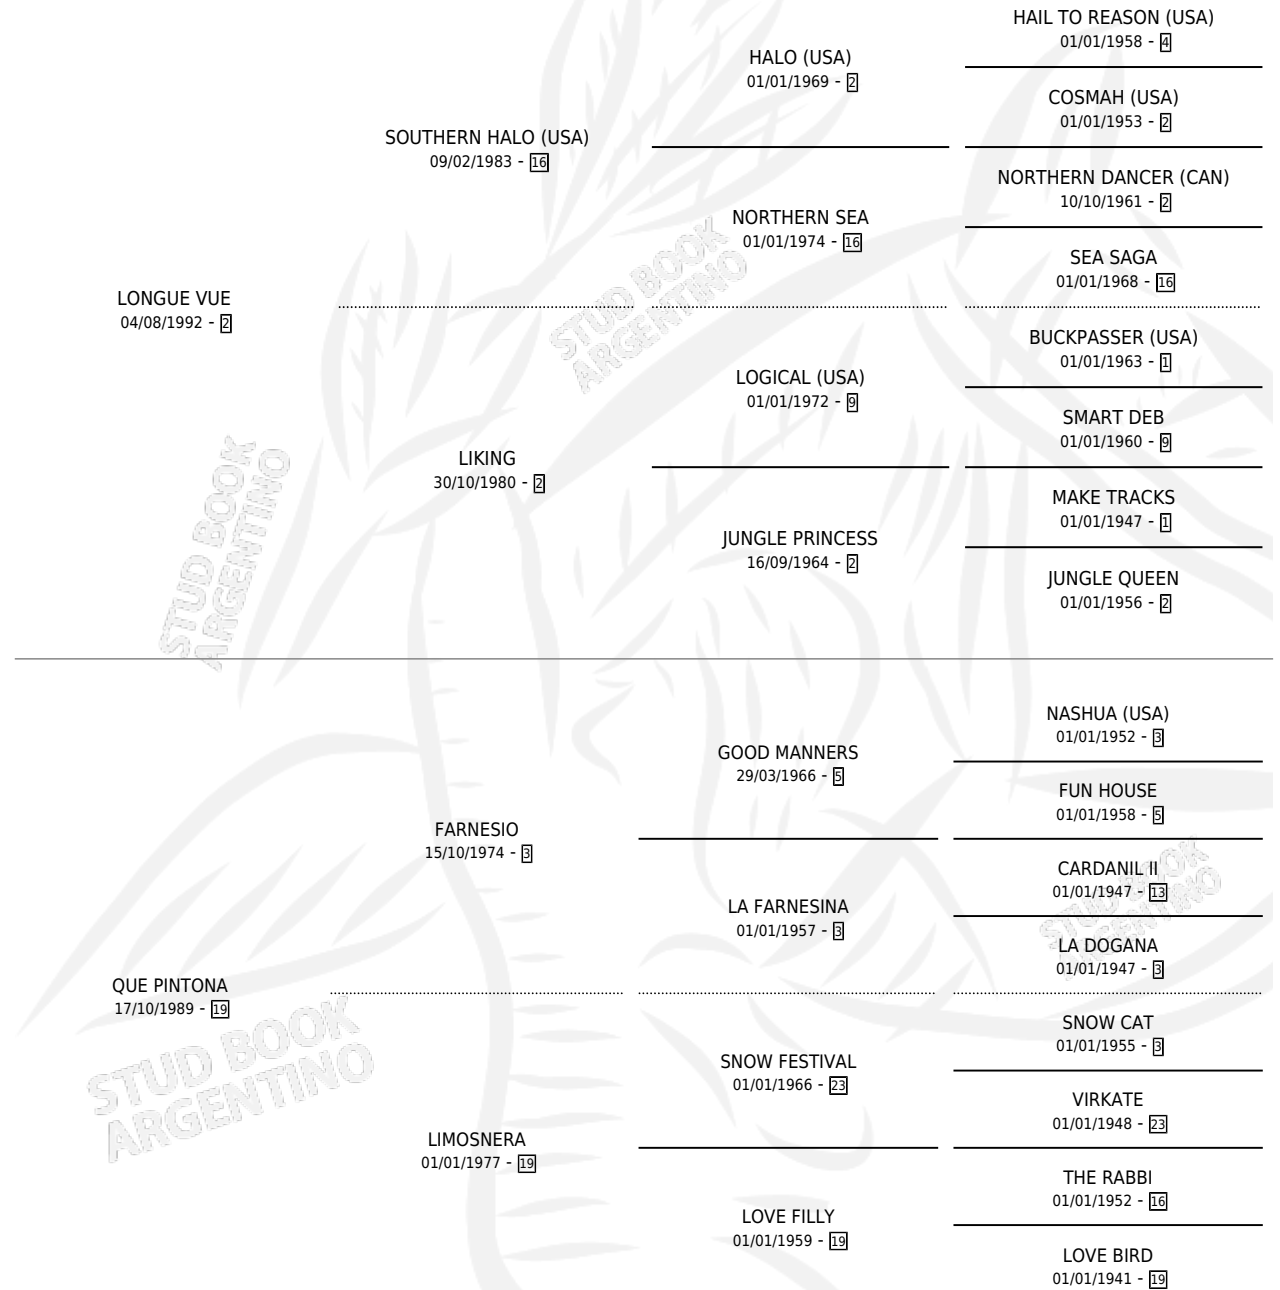 HAIL TO REASON (USA)
01/01/1958 - 4
HALO (USA)
01/01/1969 - 2
COSMAH (USA)
01/01/1953 - 2
SOUTHERN HALO (USA)
09/02/1983 - 16
NORTHERN DANCER (CAN)
10/10/1961 - 2
NORTHERN SEA
01/01/1974 - 16
SEA SAGA
01/01/1968 - 16
LONGUE VUE
04/08/1992 - 2
STUD BOOK
ARGENTINO
BUCKPASSER (USA)
01/01/1963 - 1
LOGICAL (USA)
01/01/1972 - 9
SMART DEB
01/01/1960 - 9
LIKING
30/10/1980 - 2
MAKE TRACKS
01/01/1947 - 1
JUNGLE PRINCESS
16/09/1964 - 2
JUNGLE QUEEN
01/01/1956 - 2
STUD BOOK
ARGENTINO
NASHUA (USA)
01/01/1952 - 3
GOOD MANNERS
29/03/1966 - 5
FUN HOUSE
01/01/1958 - 5
FARNESIO
15/10/1974 - 3
CARDANIL II
01/01/1947 - 13
LA FARNESINA
01/01/1957 - 3
LA DOGANA
01/01/1947 - 3
STUD BOOK
ARGENTINO
QUE PINTONA
17/10/1989 - 19
SNOW CAT
01/01/1955 - 3
SNOW FESTIVAL
01/01/1966 - 23
VIRKATE
01/01/1948 - 23
STUD BOOK
ARGENTINO
LIMOSNERA
01/01/1977 - 19
THE RABBI
01/01/1952 - 16
LOVE FILLY
01/01/1959 - 19
LOVE BIRD
01/01/1941 - 19